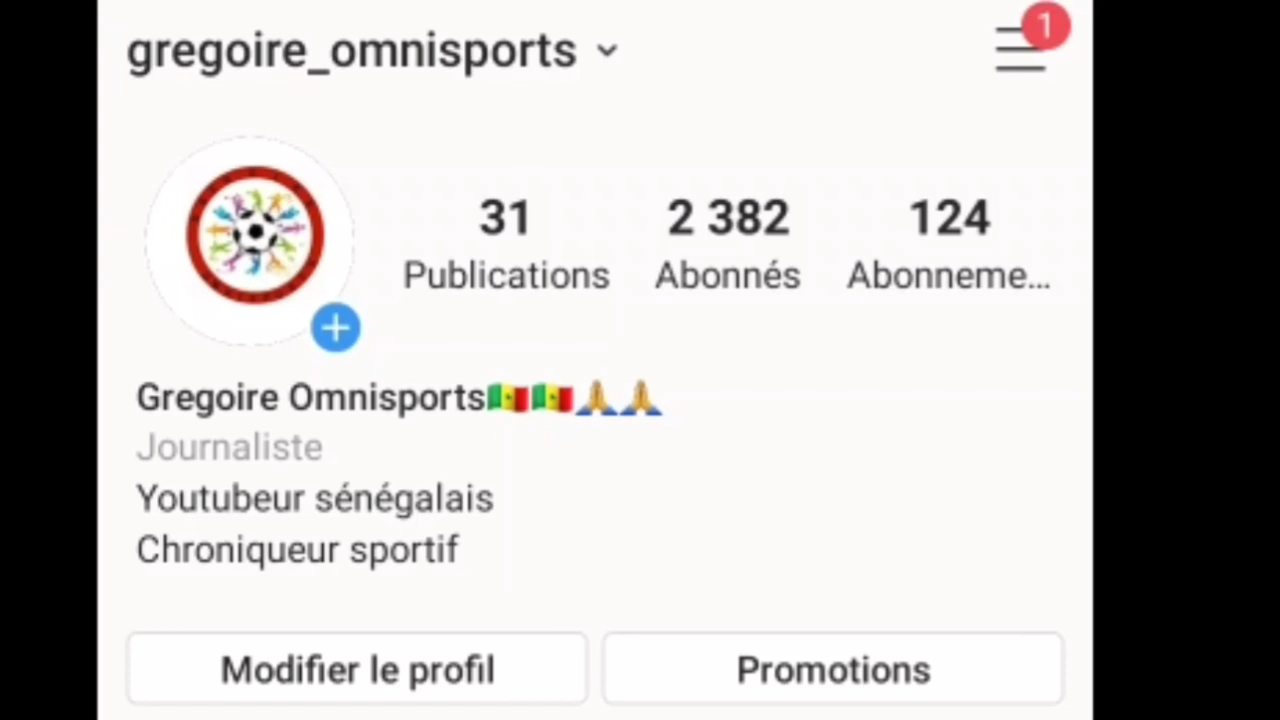 gregoire_omnisports
1
31 2 382 124
Publications Abonnés Abonneme...
Gregoire Omnisports🇸🇳🇸🇳🙏🙏
Journaliste
Youtubeur sénégalais
Chroniqueur sportif
Modifier le profil Promotions